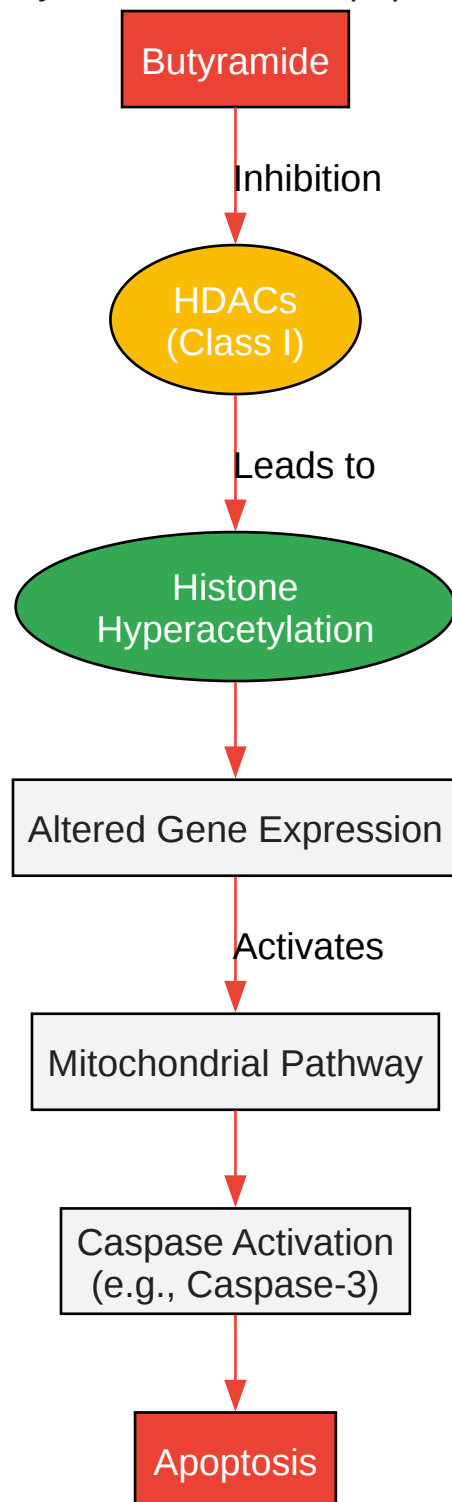 Butyramide
Inhibition
HDACs
(Class I)
Leads to
Histone
Hyperacetylation
Altered Gene Expression
Activates
Mitochondrial Pathway
Caspase Activation
(e.g., Caspase-3)
Apoptosis